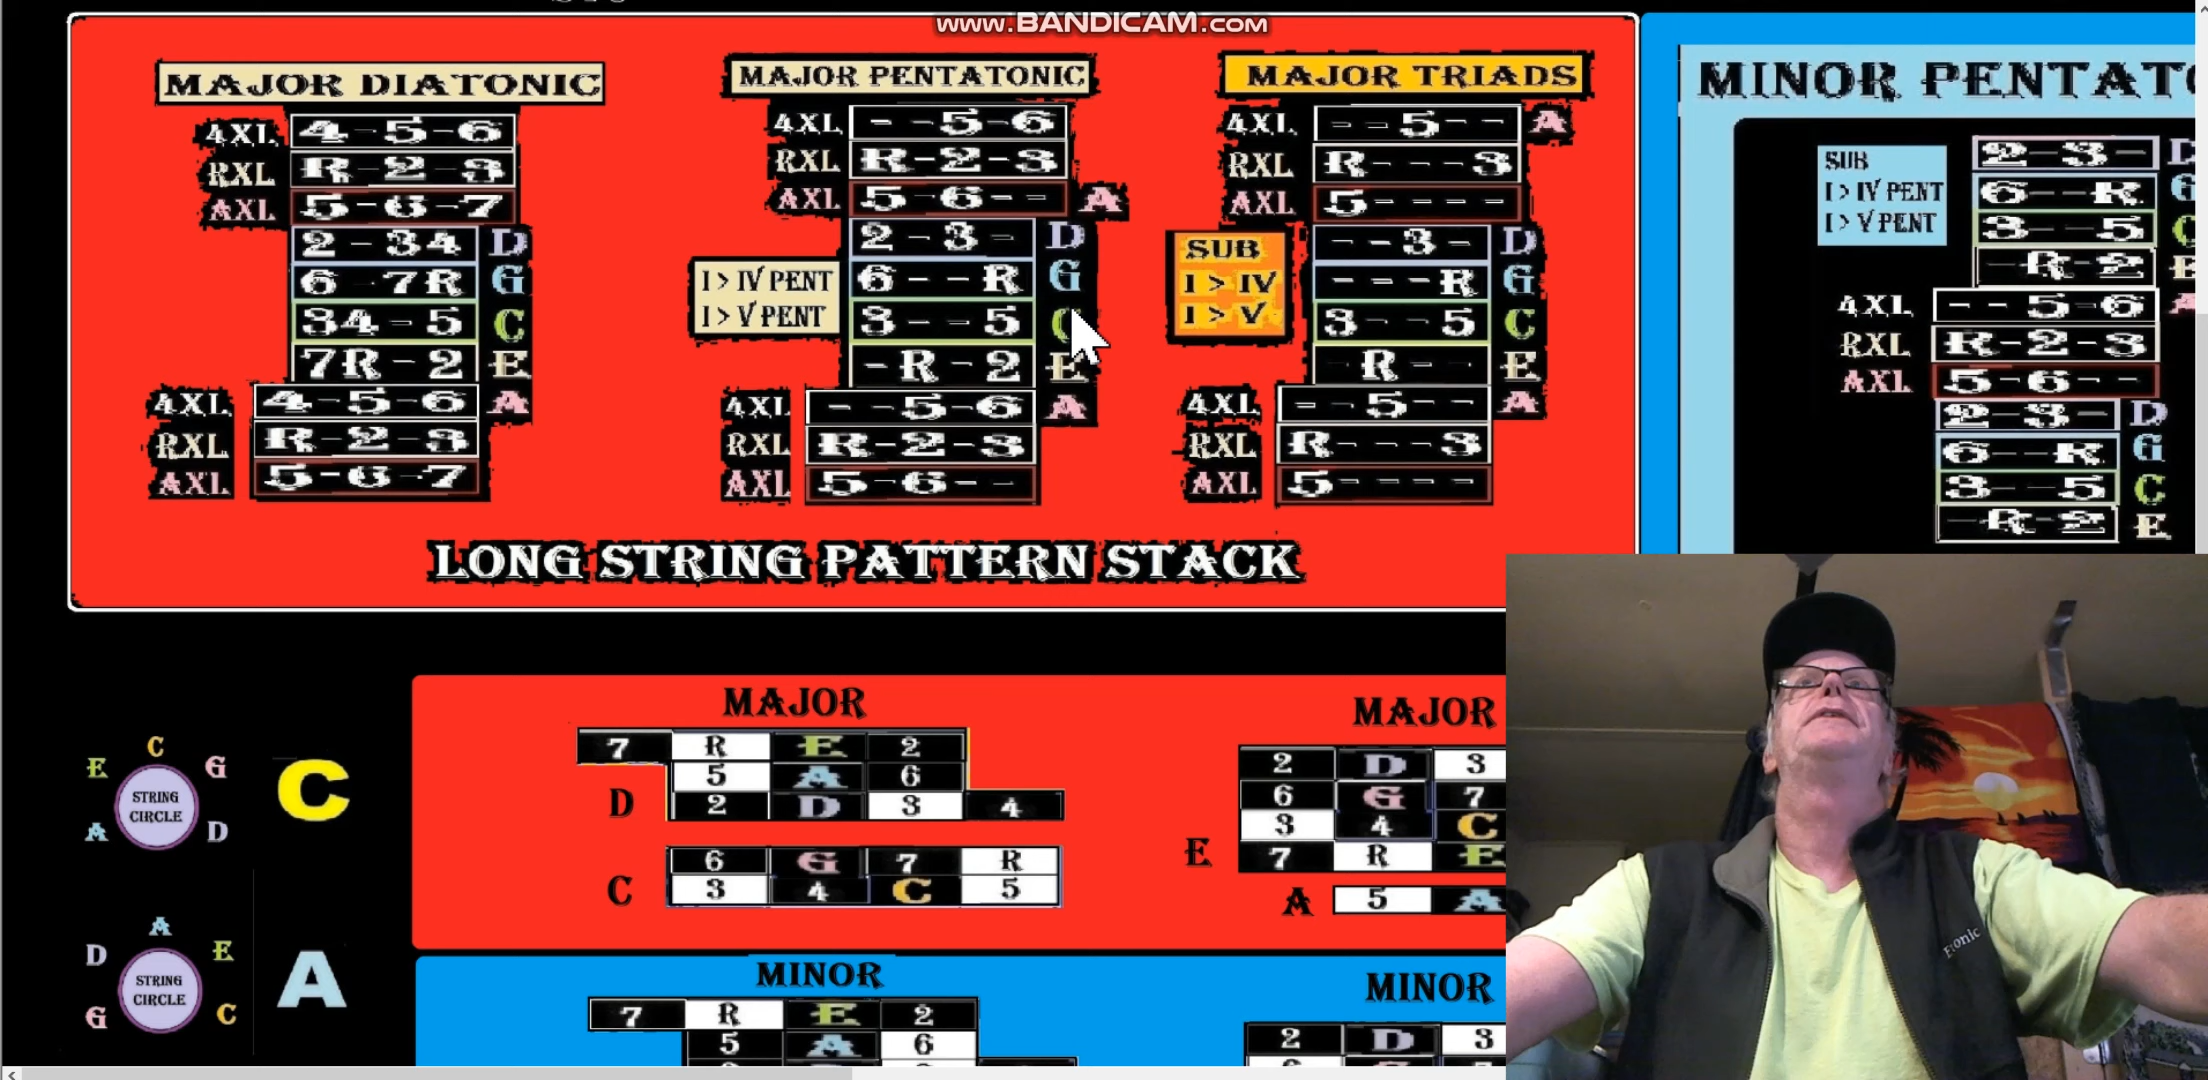 www.BANDICAM.com
MAJOR DIATONIC
4XL 4-5-6
RXL R-2-3
AXL 5-6-7
2-34 D
6-7R G
34-5 C
7R-2 E
4XL 4-5-6 A
RXL R-2-3
AXL 5-6-7
MAJOR PENTATONIC
4XL --5-6
RXL R-2-3
AXL 5-6-- A
2-3- D
I > IV PENT
I > V PENT
6--R G
3--5 C
-R-2 E
4XL --5-6 A
RXL R-2-3
AXL 5-6--
MAJOR TRIADS
4XL --5-- A
RXL R---3
AXL 5----
SUB
I > IV
I > V
--3- D
---R G
3--5 C
-R-- E
4XL --5-- A
RXL R---3
AXL 5----
LONG STRING PATTERN STACK
MINOR
SUB
I > IV PENT
I > V PENT
2-3-
6--R
3--5
-R-2
4XL --5-6
RXL R-2-3
AXL 5-6--
2-3- D
6--R G
3--5 C
-R-2 E
C
E G
STRING
CIRCLE
A D
C
A
D E
STRING
CIRCLE
G C
A
MAJOR
7 R E 2
5 A 6
D 2 D 3 4
6 G 7 R
C 3 4 C 5
MAJOR
2 D 3
6 G 7
3 4 C
E 7 R E
A 5 A
MINOR
7 R E 2
5 A 6
MINOR
2 D 3
Etonic